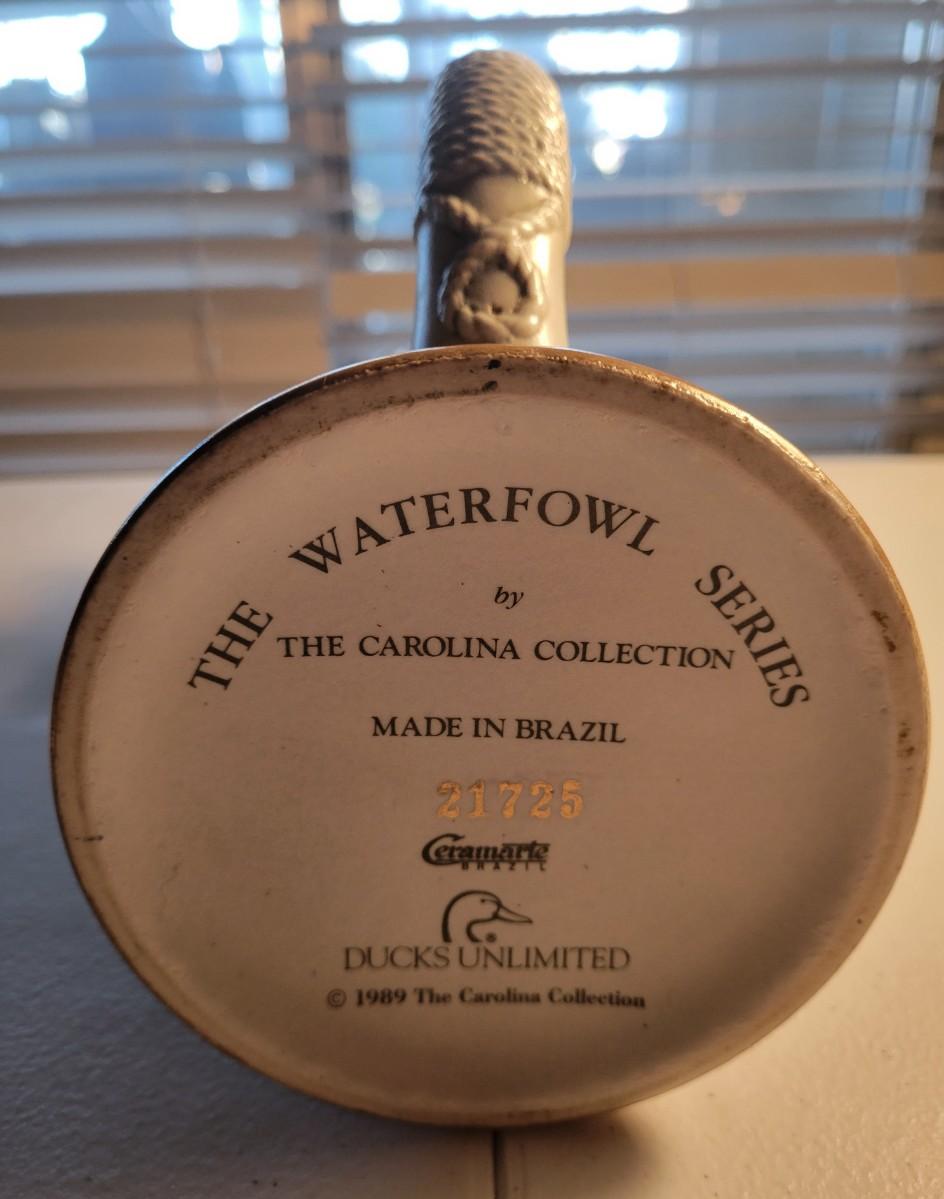 THE WATERFOWL SERIES
by
THE CAROLINA COLLECTION
MADE IN BRAZIL
21725
Ceramarte
BRAZIL
®
DUCKS UNLIMITED
© 1989 The Carolina Collection